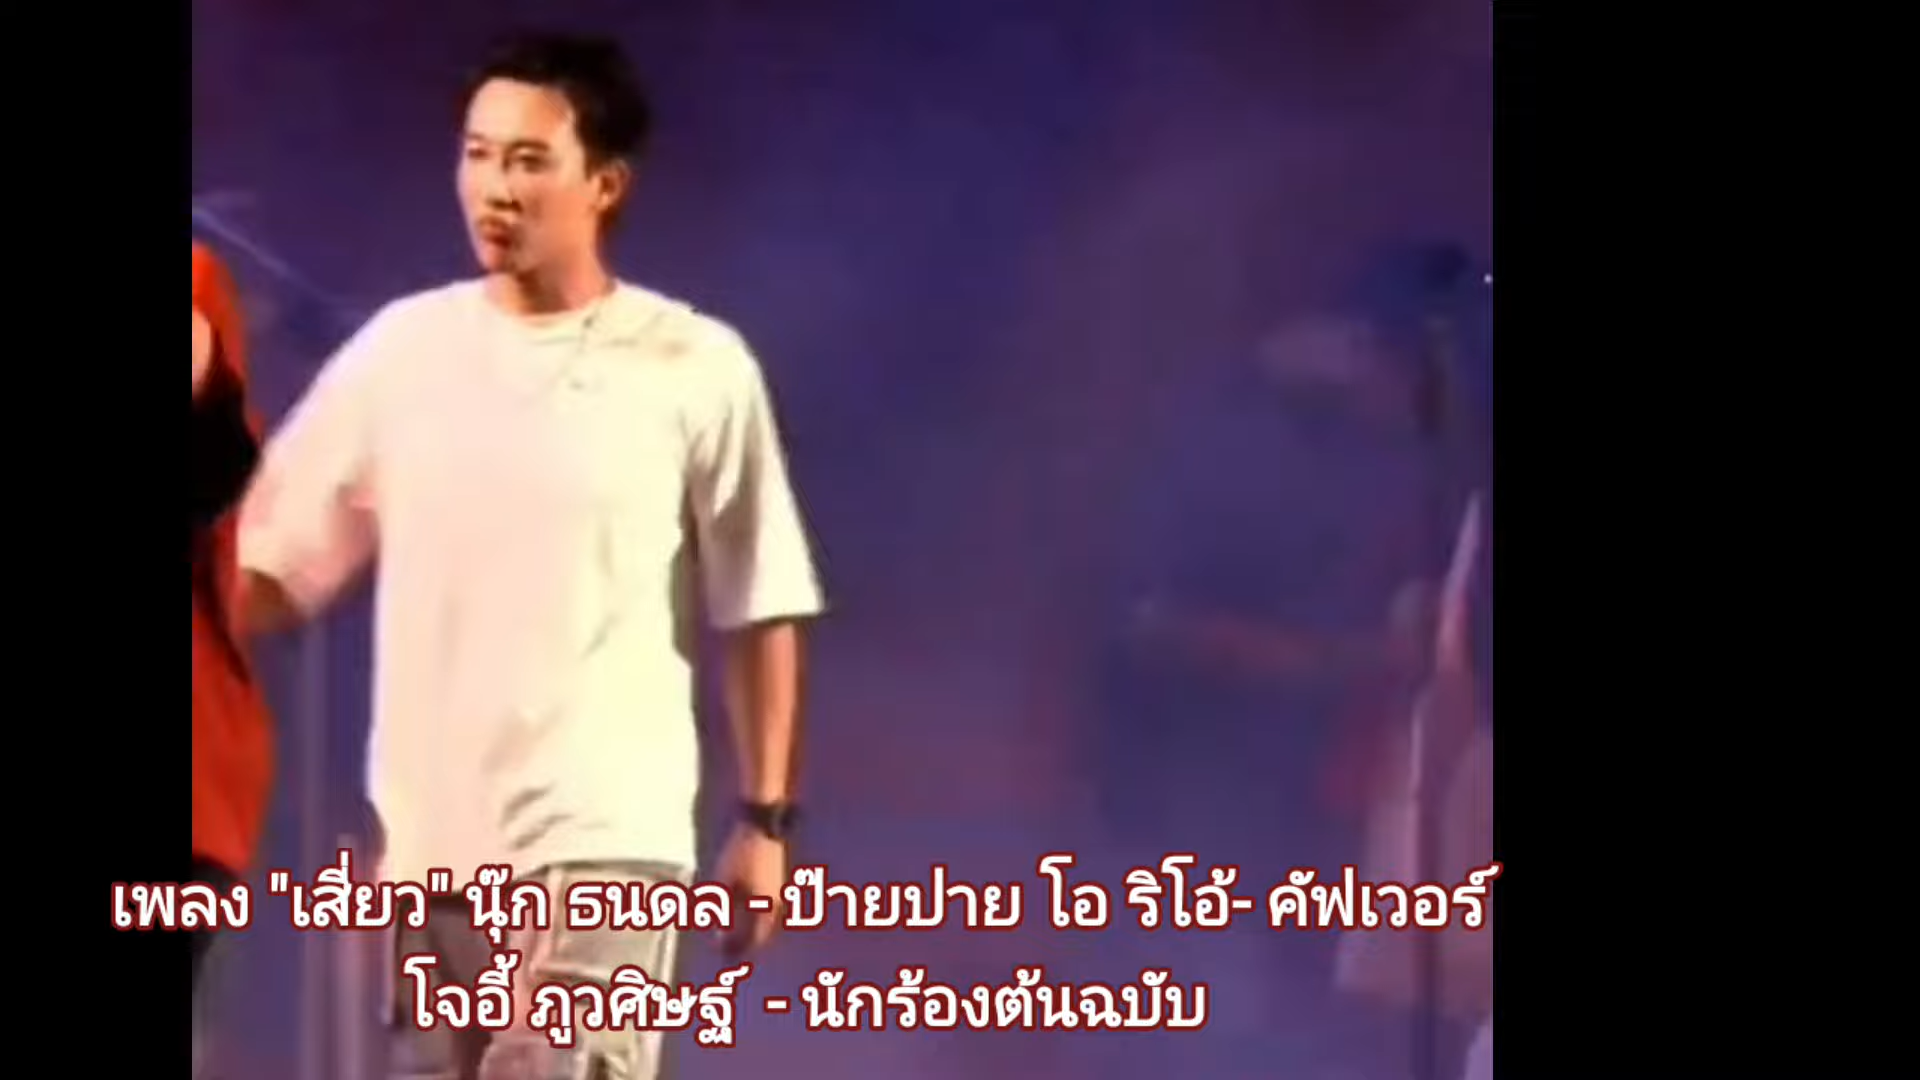 เพลง "เสี่ยว" นุ๊ก ธนดล - ป๊ายปาย โอ ริโอ้- คัฟเวอร์
โจอี้ ภูวศิษฐ์ - นักร้องต้นฉบับ